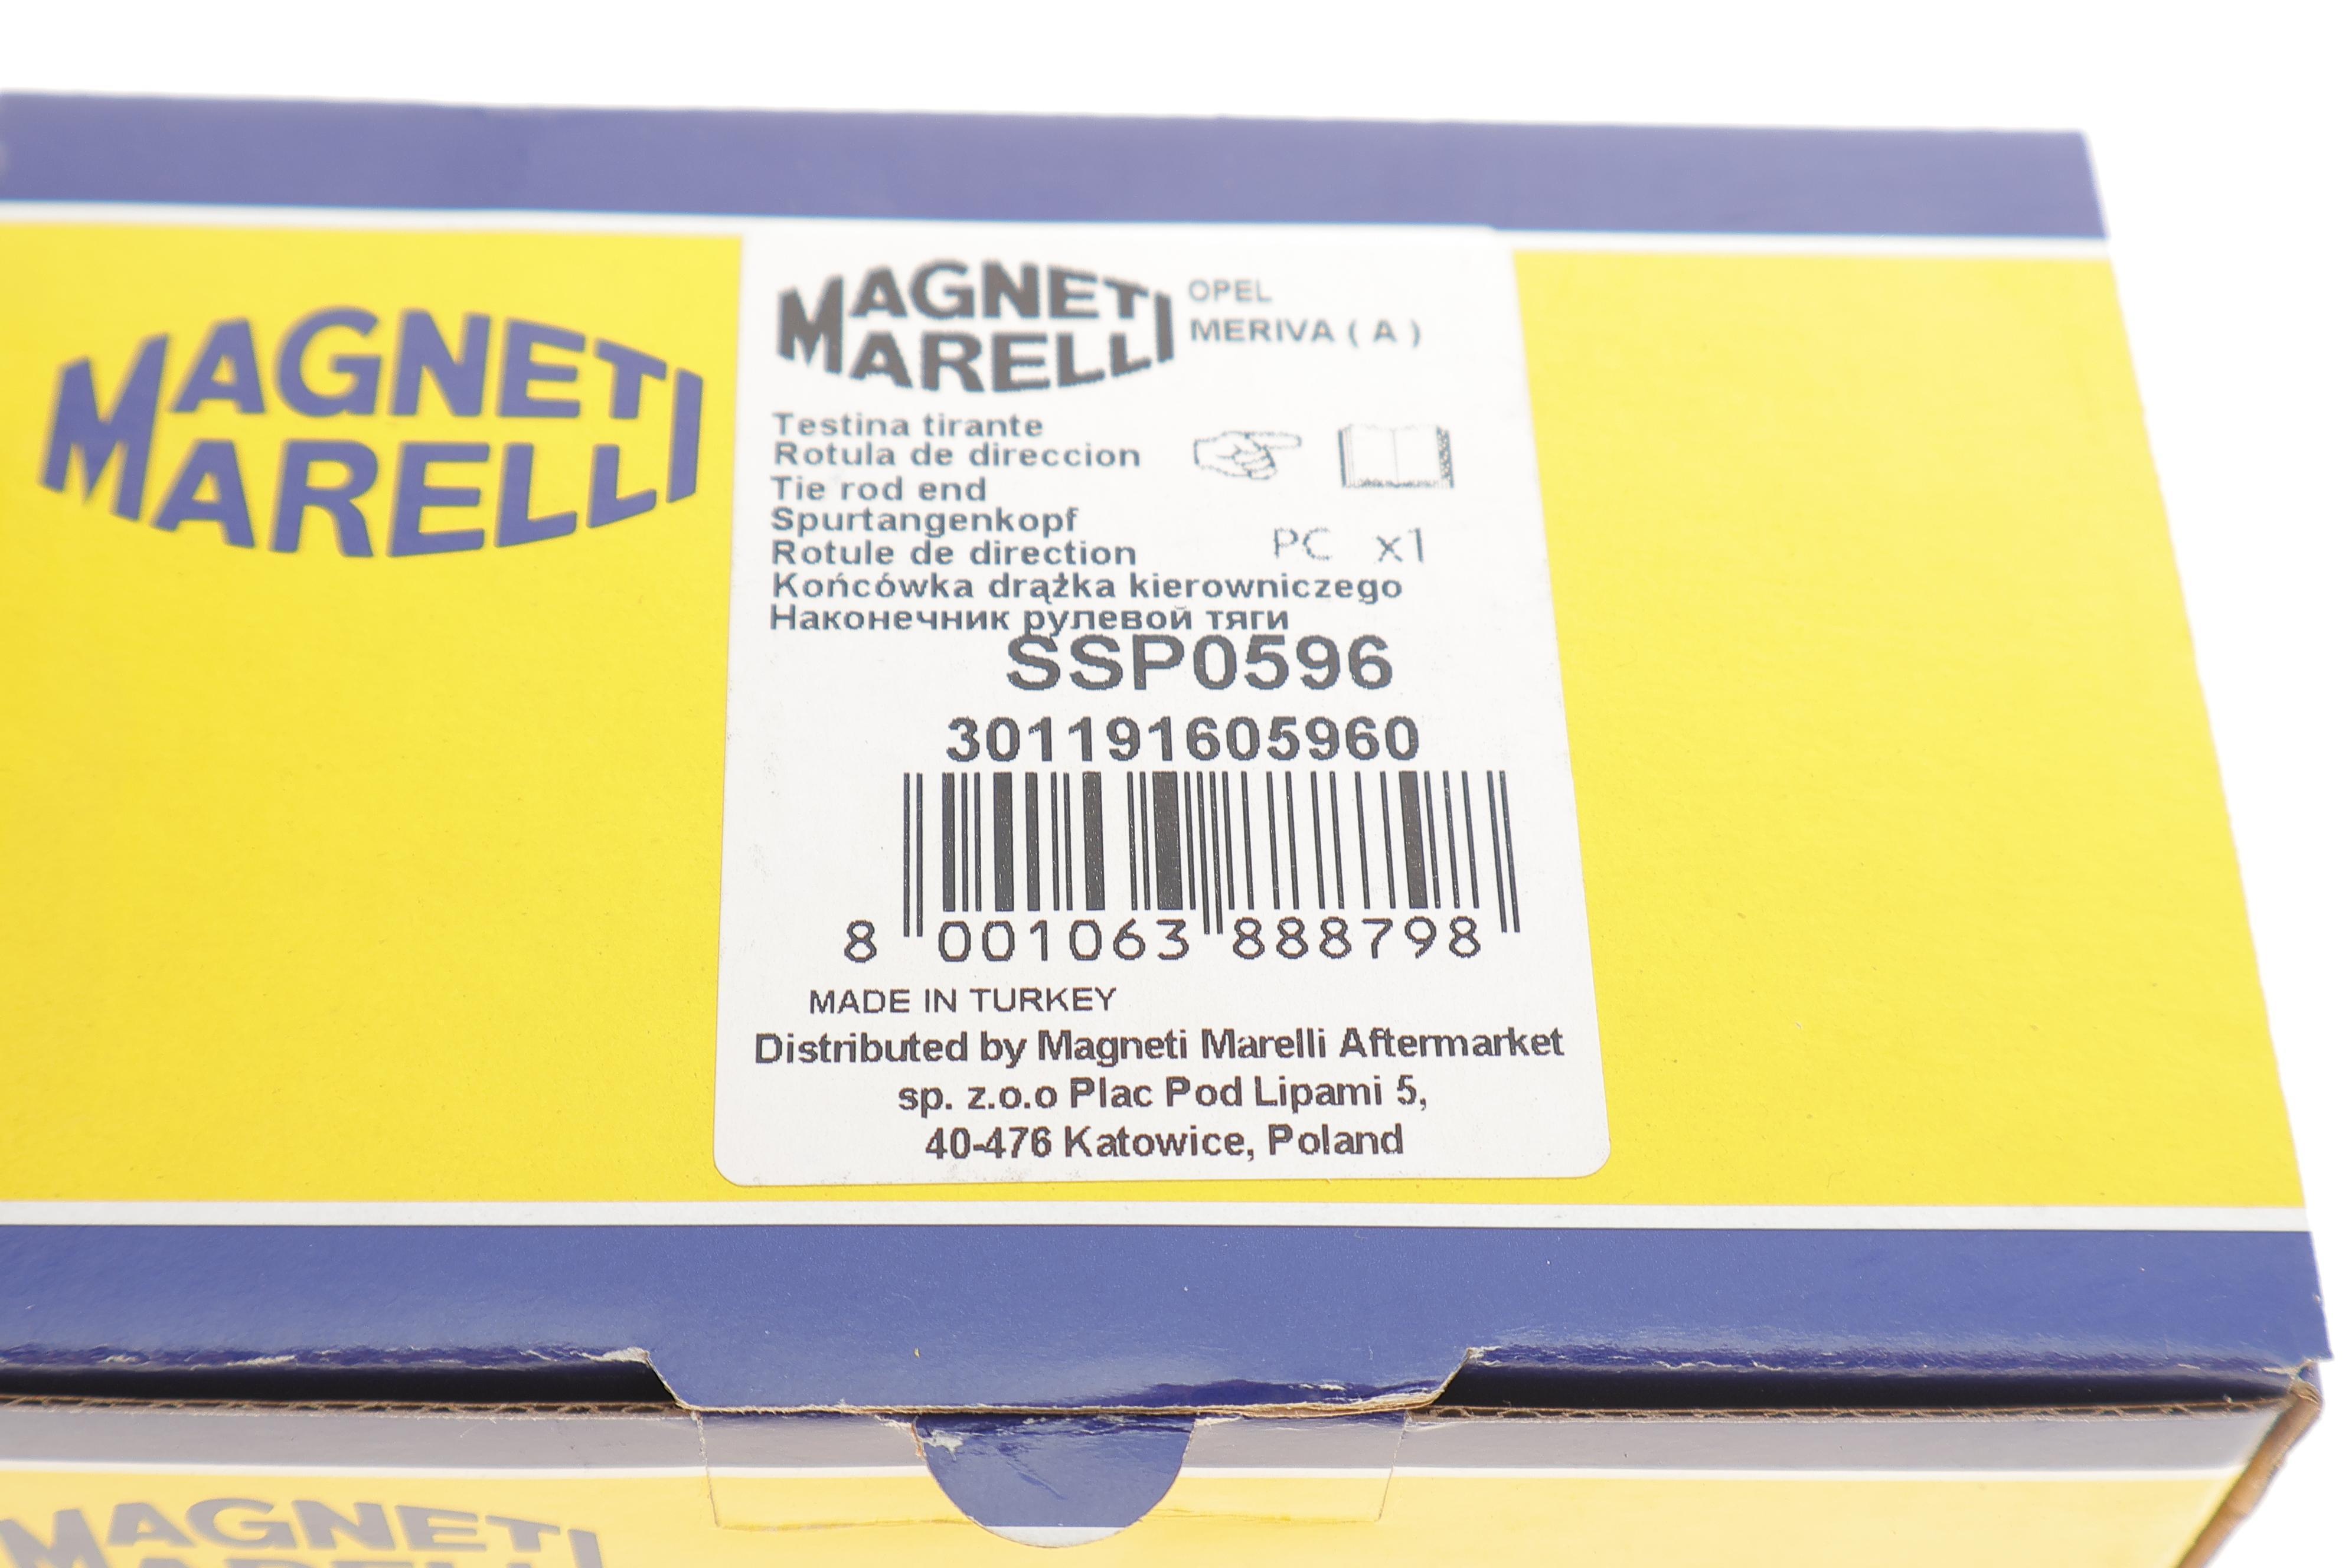 MAGNETI
MARELLI
MAGNETI
MARELLI
OPEL
MERIVA ( A )
Testina tirante
Rotula de direccion
Tie rod end
Spurtangenkopf
Rotule de direction
Końcówka drążka kierowniczego
Наконечник рулевой тяги
PC x1
SSP0596
301191605960
8 001063 888798
MADE IN TURKEY
Distributed by Magneti Marelli Aftermarket
sp. z.o.o Plac Pod Lipami 5,
40-476 Katowice, Poland
MAGNETI
MARELLI